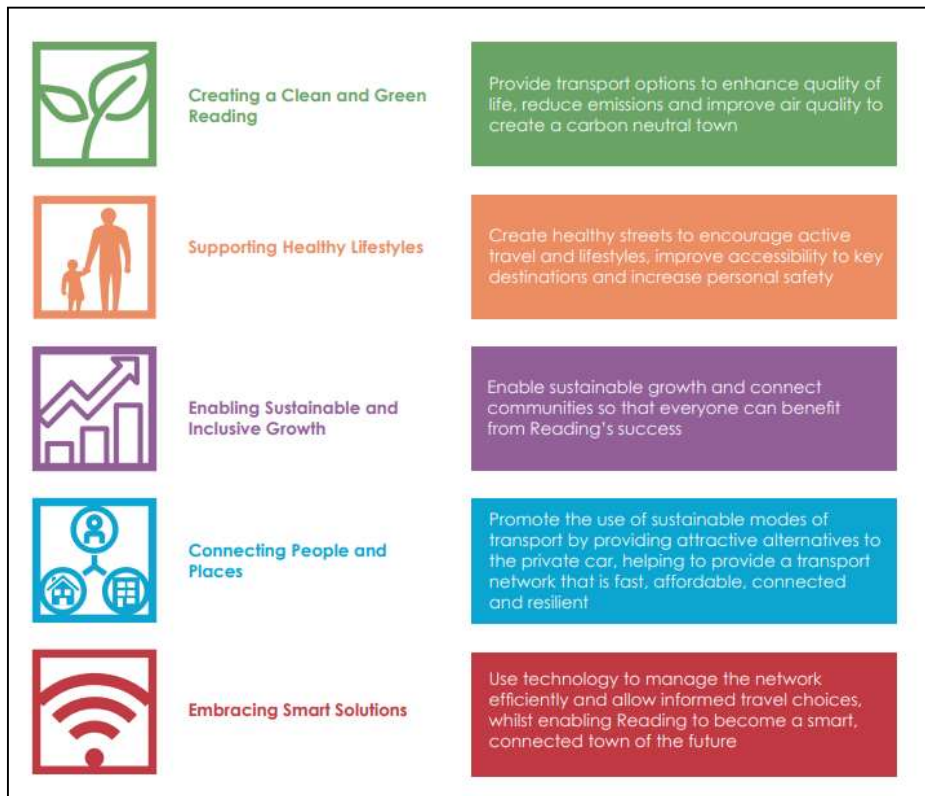 Creating a Clean and Green
Reading
Provide transport options to enhance quality of
life, reduce emissions and improve air quality to
create a carbon neutral town
Supporting Healthy Lifestyles
Create healthy streets to encourage active
travel and lifestyles, improve accessibility to key
destinations and increase personal safety
Enabling Sustainable and
Inclusive Growth
Enable sustainable growth and connect
communities so that everyone can benefit
from Reading’s success
Connecting People and
Places
Promote the use of sustainable modes of
transport by providing attractive alternatives to
the private car, helping to provide a transport
network that is fast, affordable, connected
and resilient
Embracing Smart Solutions
Use technology to manage the network
efficiently and allow informed travel choices,
whilst enabling Reading to become a smart,
connected town of the future